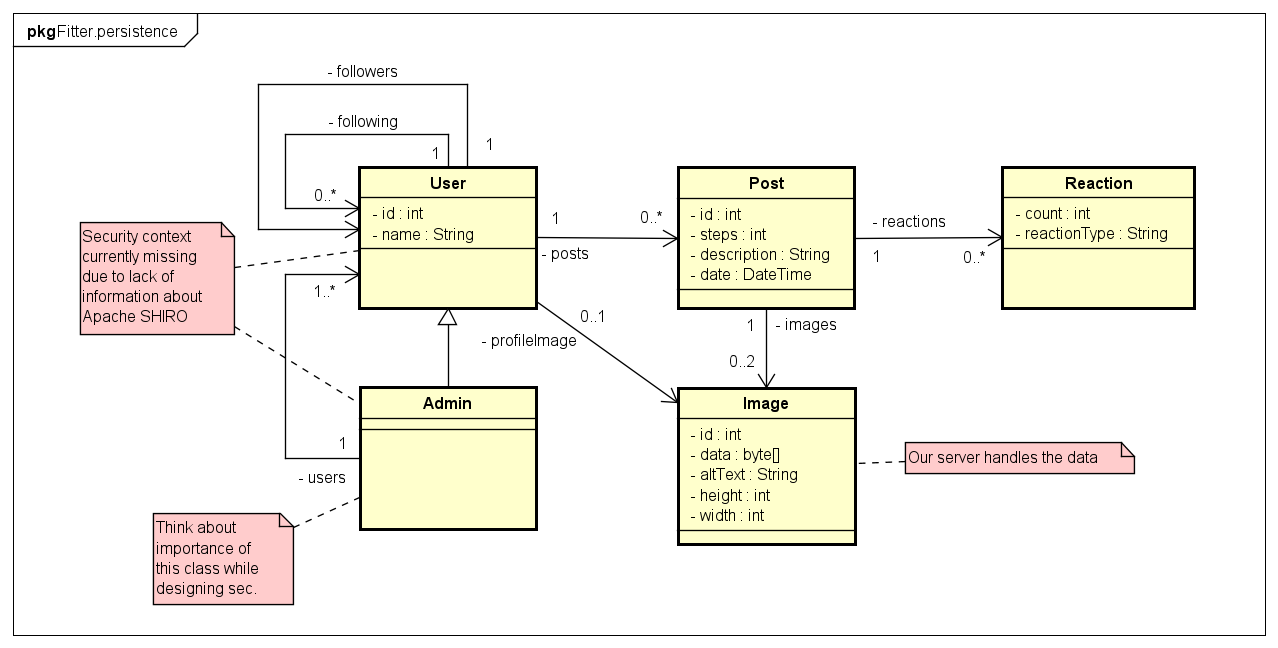 pkgFitter.persistence
- followers
- following
1
1
0..*
User
- id : int
- name : String
1
0..*
- posts
Post
- id : int
- steps : int
- description : String
- date : DateTime
- reactions
1
0..*
Reaction
- count : int
- reactionType : String
Security context
currently missing
due to lack of
information about
Apache SHIRO
1..*
0..1
- profileImage
1
- images
0..2
Admin
1
- users
Image
- id : int
- data : byte[]
- altText : String
- height : int
- width : int
Our server handles the data
Think about
importance of
this class while
designing sec.